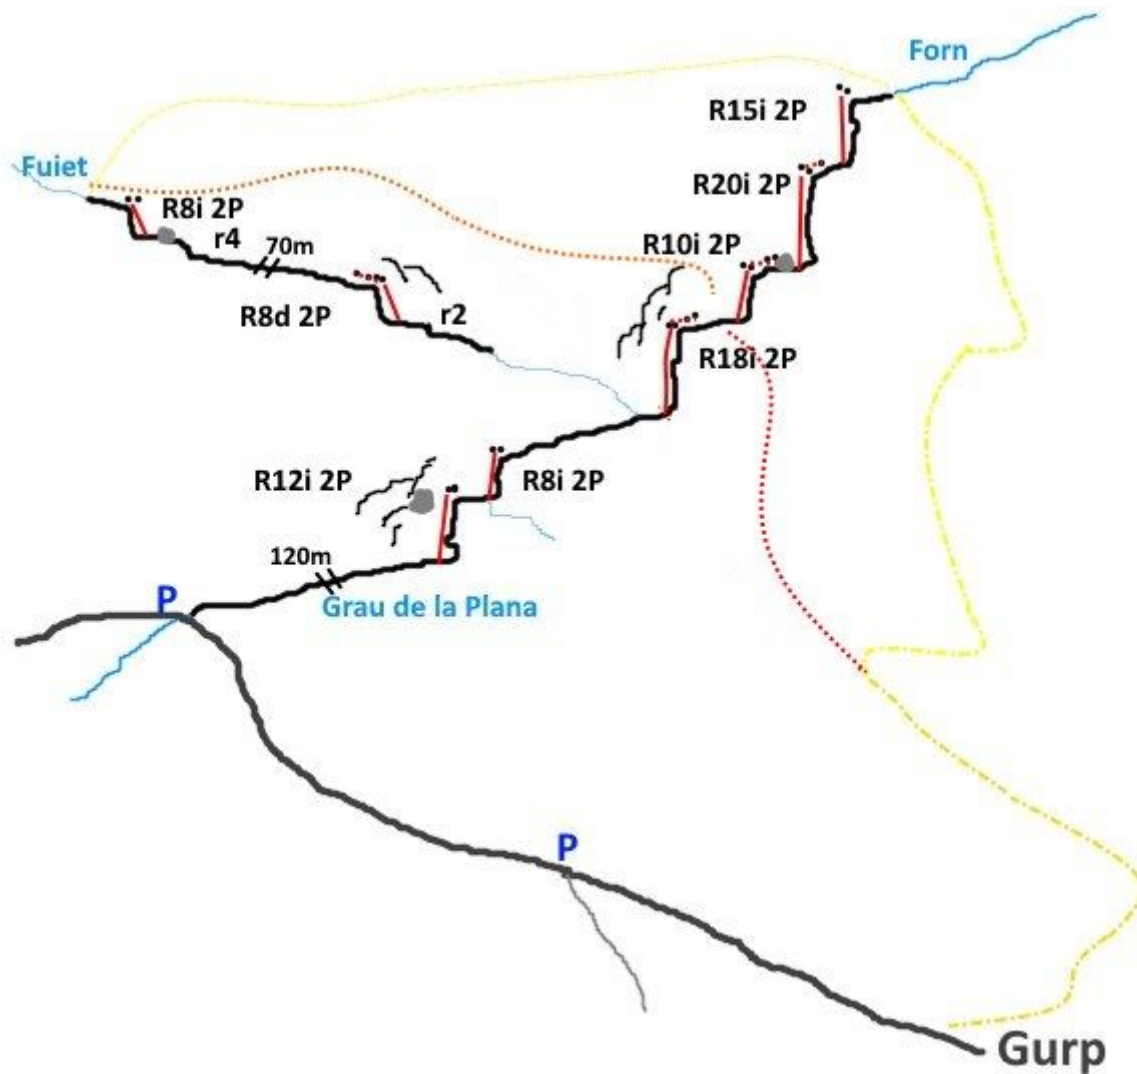 Forn
R15i 2P
Fuiet
R20i 2P
R8i 2P
r4
70m
R10i 2P
R8d 2P
r2
R18i 2P
R12i 2P
R8i 2P
120m
P
Grau de la Plana
P
Gurp